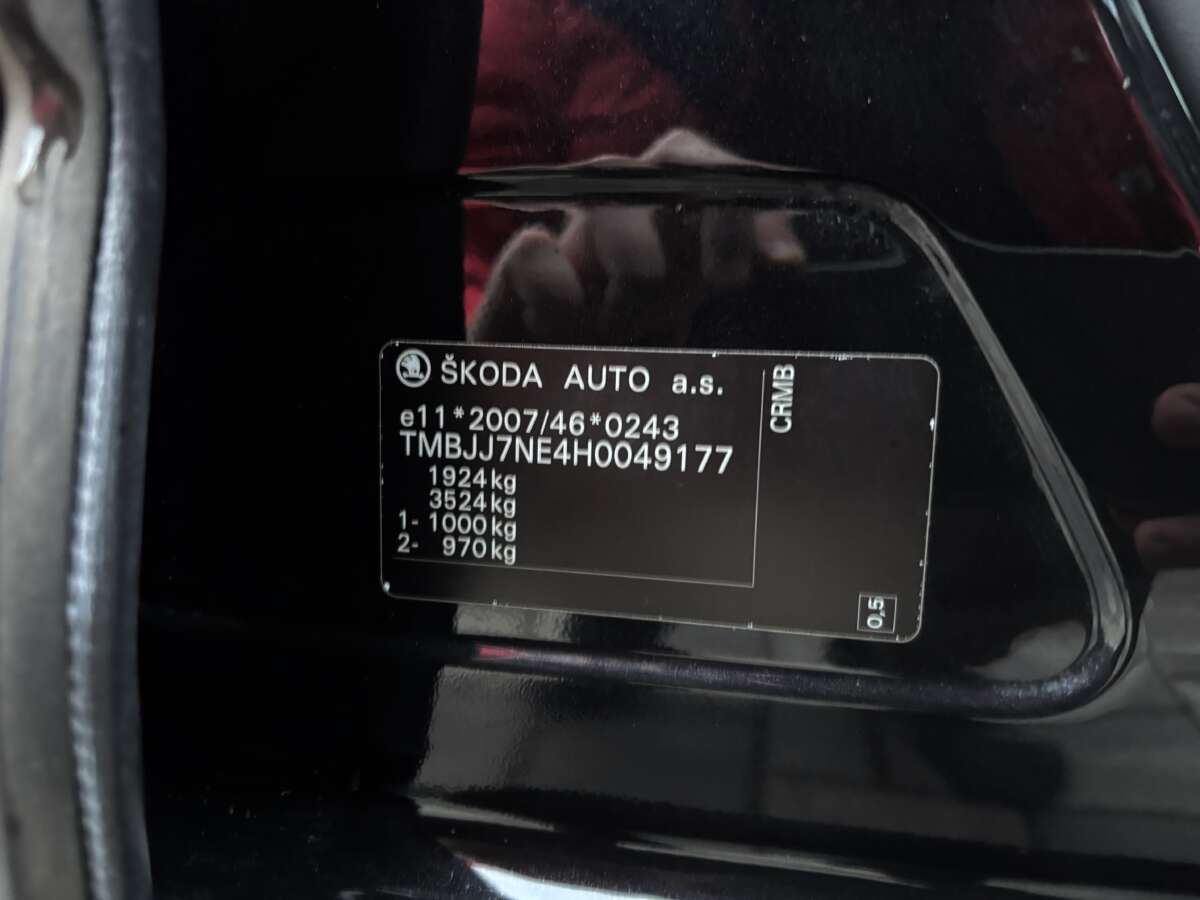 ŠKODA AUTO a.s.
e11*2007/46*0243
TMBJJ7NE4H0049177
1924kg
3524kg
1- 1000kg
2- 970kg
CRMB
0,5